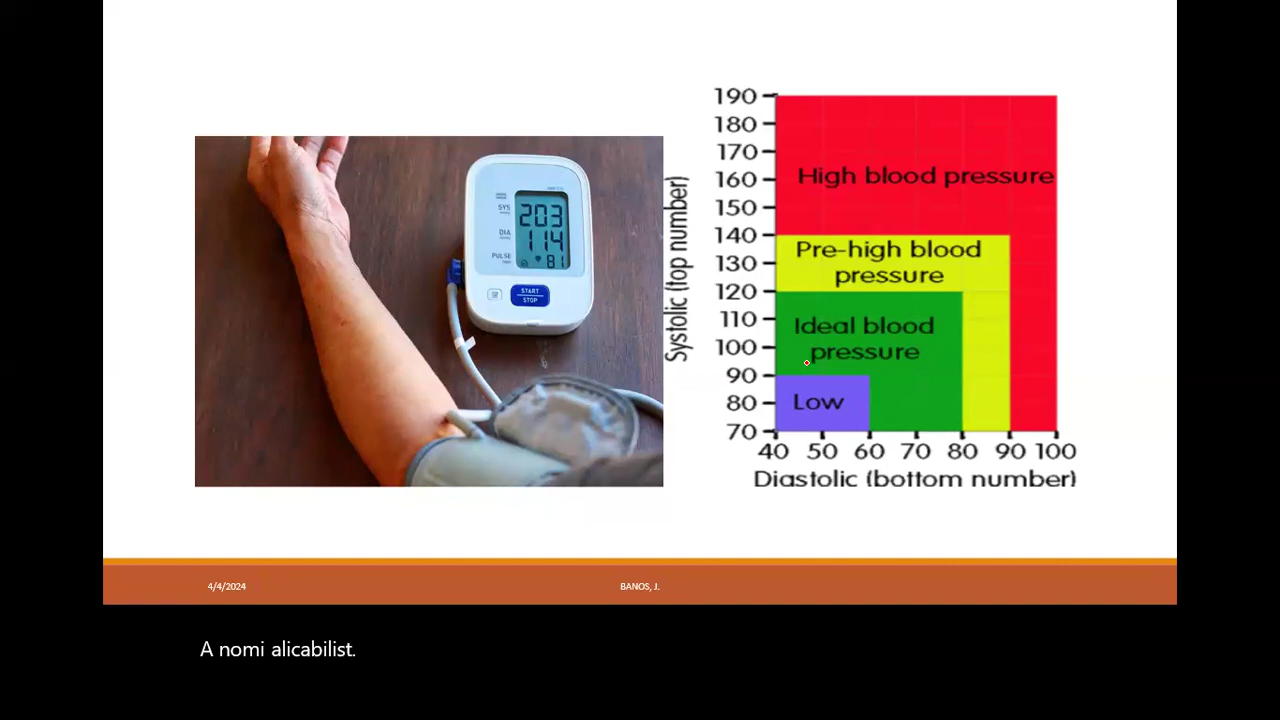 SYS
203
DIA
114
PULSE
81
START
STOP
190
180
170
160
150
140
130
120
110
100
90
80
70
Systolic (top number)
High blood pressure
Pre-high blood
pressure
Ideal blood
pressure
Low
40 50 60 70 80 90 100
Diastolic (bottom number)
4/4/2024
BANOS, J.
A nomi alicabilist.